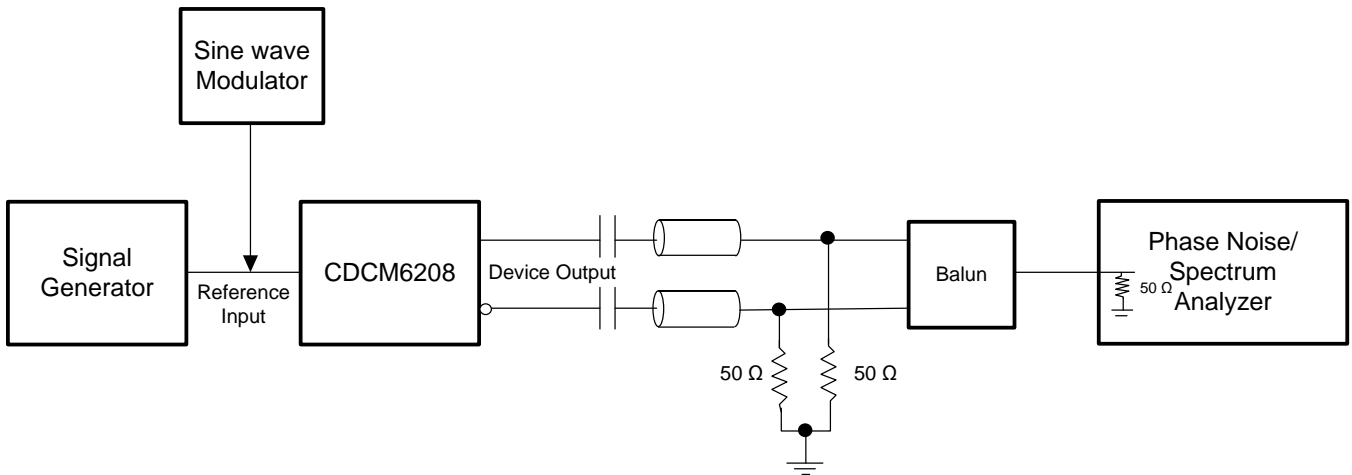 Sine wave
Modulator
Signal
Generator
Reference
Input
CDCM6208
Device Output
Balun
Phase Noise/
Spectrum
Analyzer
50 Ω
50 Ω
50 Ω